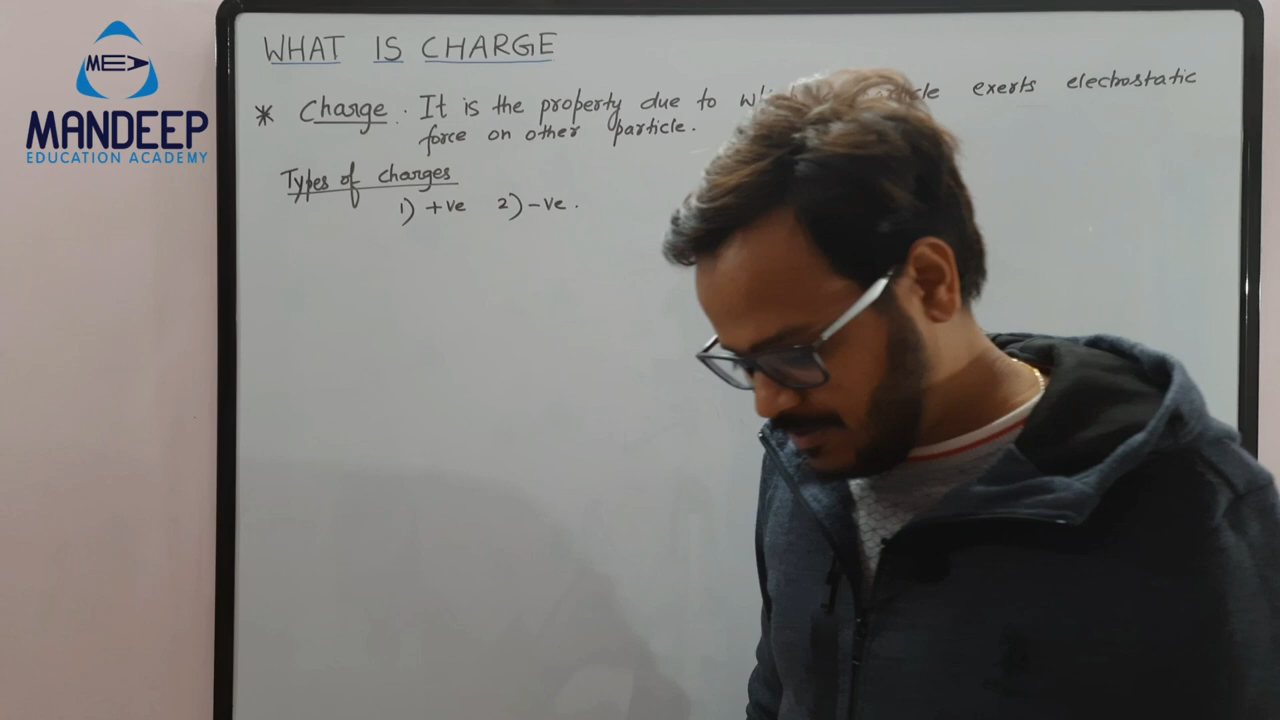 MEA
MANDEEP
EDUCATION ACADEMY
WHAT IS CHARGE
* Charge . It is the property due to exerts electrostatic
force on other particle.
Types of charges
1) +ve 2) -ve .